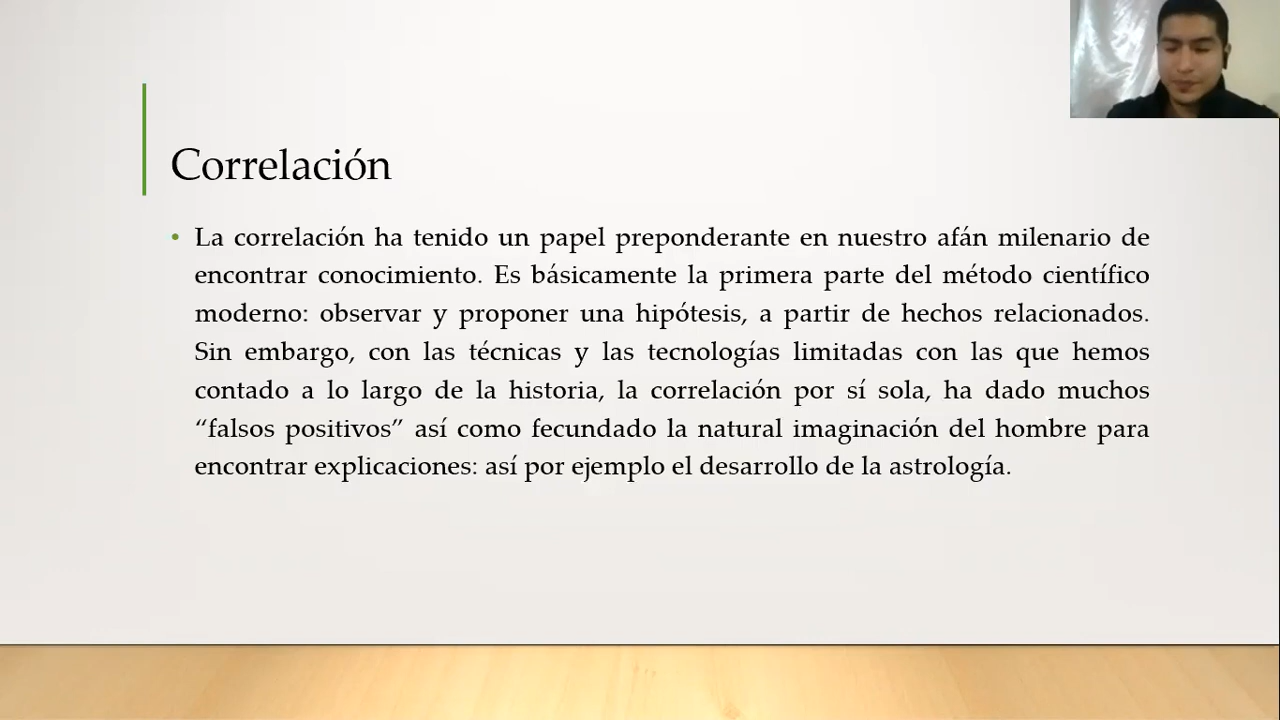 Correlación
• La correlación ha tenido un papel preponderante en nuestro afán milenario de
encontrar conocimiento. Es básicamente la primera parte del método científico
moderno: observar y proponer una hipótesis, a partir de hechos relacionados.
Sin embargo, con las técnicas y las tecnologías limitadas con las que hemos
contado a lo largo de la historia, la correlación por sí sola, ha dado muchos
“falsos positivos” así como fecundado la natural imaginación del hombre para
encontrar explicaciones: así por ejemplo el desarrollo de la astrología.